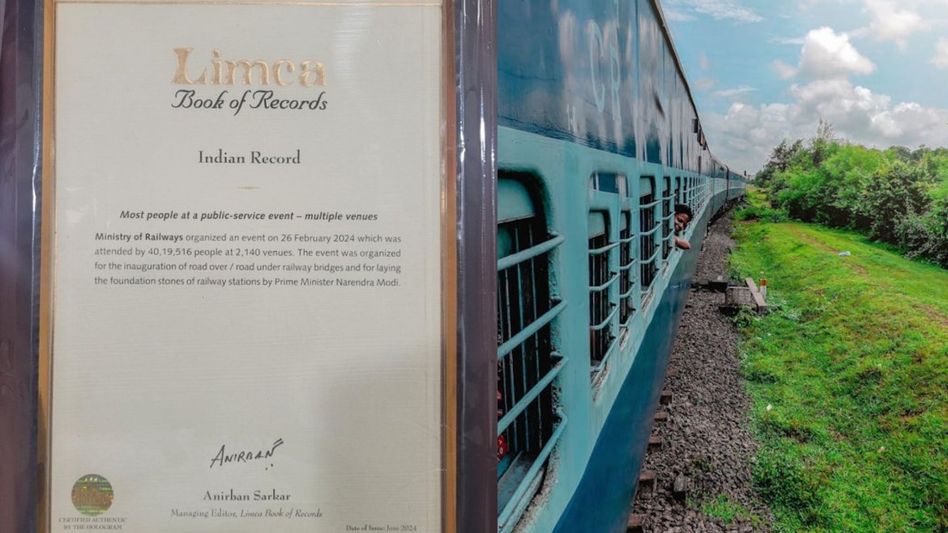 Limca
Book of Records
Indian Record
Most people at a public-service event – multiple venues
Ministry of Railways organized an event on 26 February 2024 which was
attended by 40,19,516 people at 2,140 venues. The event was organized
for the inauguration of road over / road under railway bridges and for laying
the foundation stones of railway stations by Prime Minister Narendra Modi.
ANIRBAN
Anirban Sarkar
Managing Editor, Limca Book of Records
CERTIFIED AUTHENTIC
BY THE HOLOGRAM
Date of Issue: June 2024